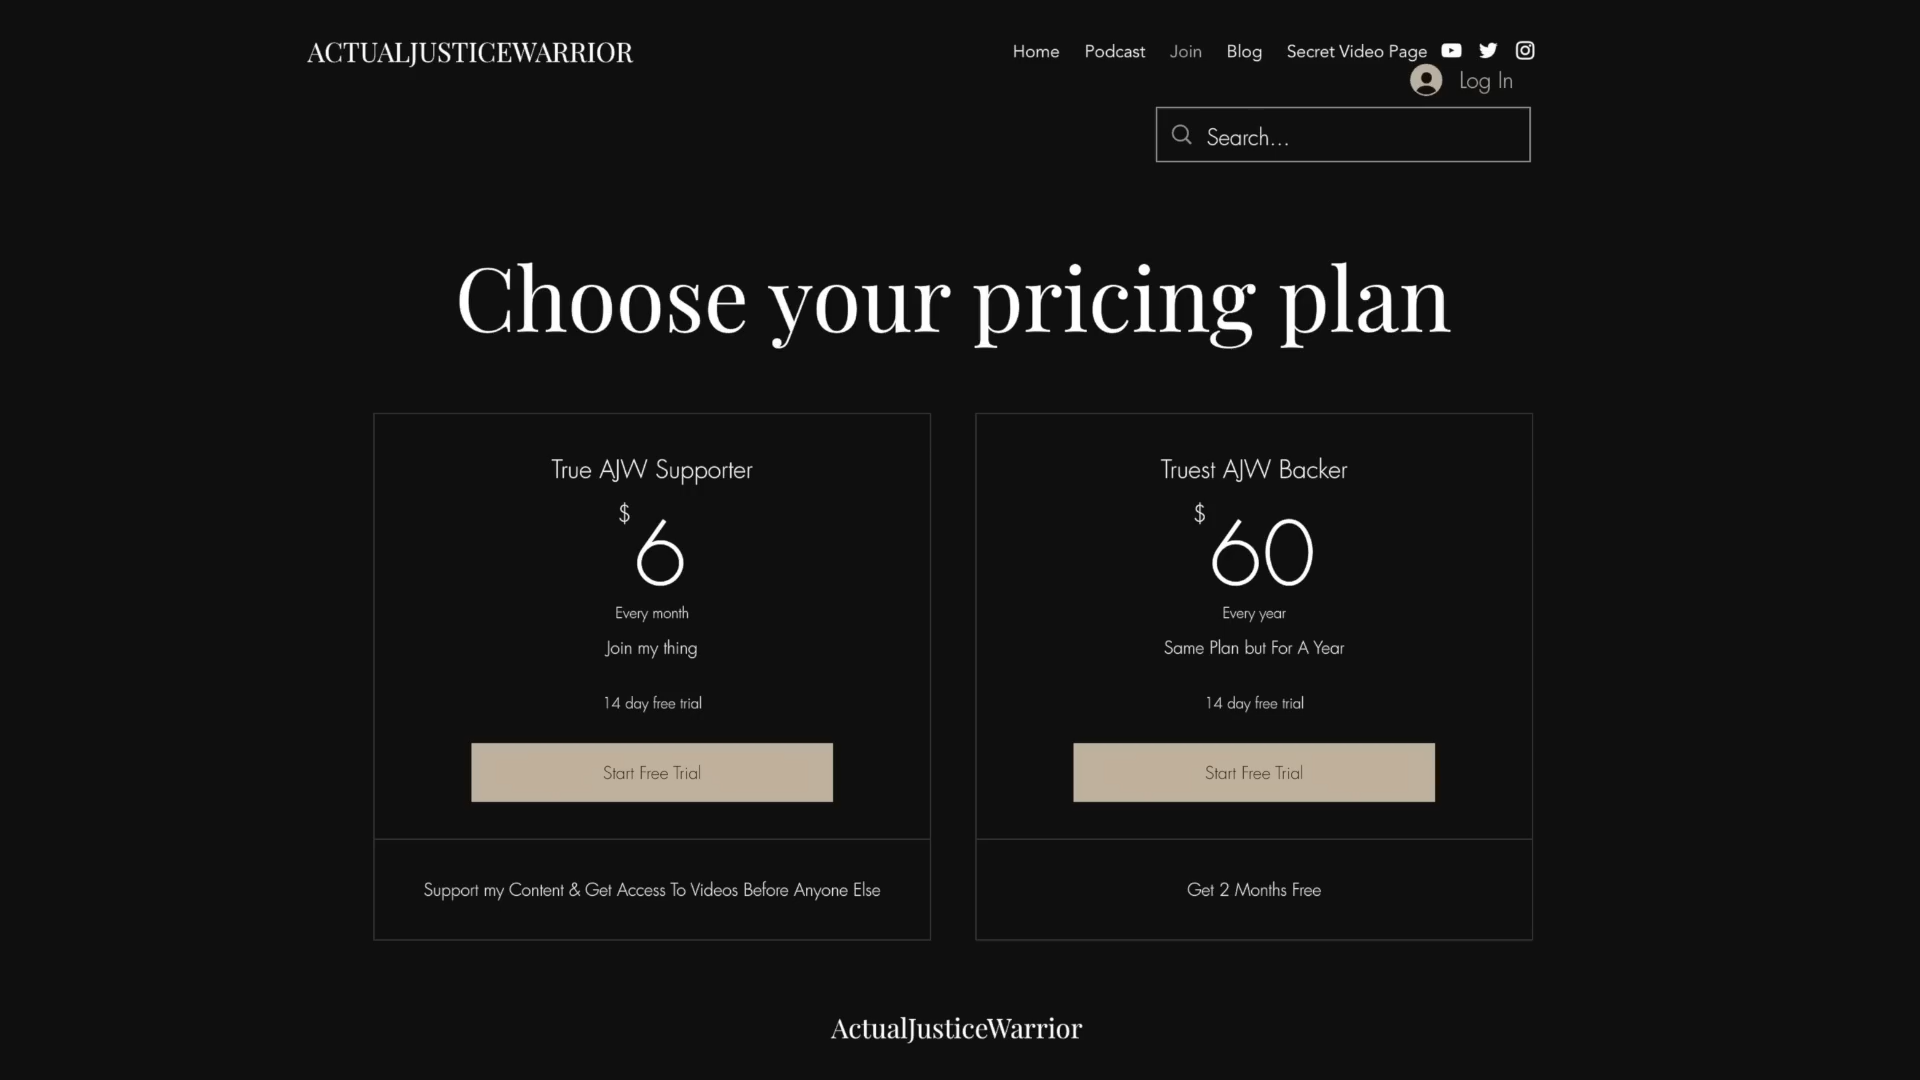 ACTUALJUSTICEWARRIOR
Home Podcast Join Blog Secret Video Page
Log In
Search...
Choose your pricing plan
True AJW Supporter
$
6
Every month
Join my thing
14 day free trial
Start Free Trial
Support my Content & Get Access To Videos Before Anyone Else
Truest AJW Backer
$
60
Every year
Same Plan but For A Year
14 day free trial
Start Free Trial
Get 2 Months Free
ActualJusticeWarrior